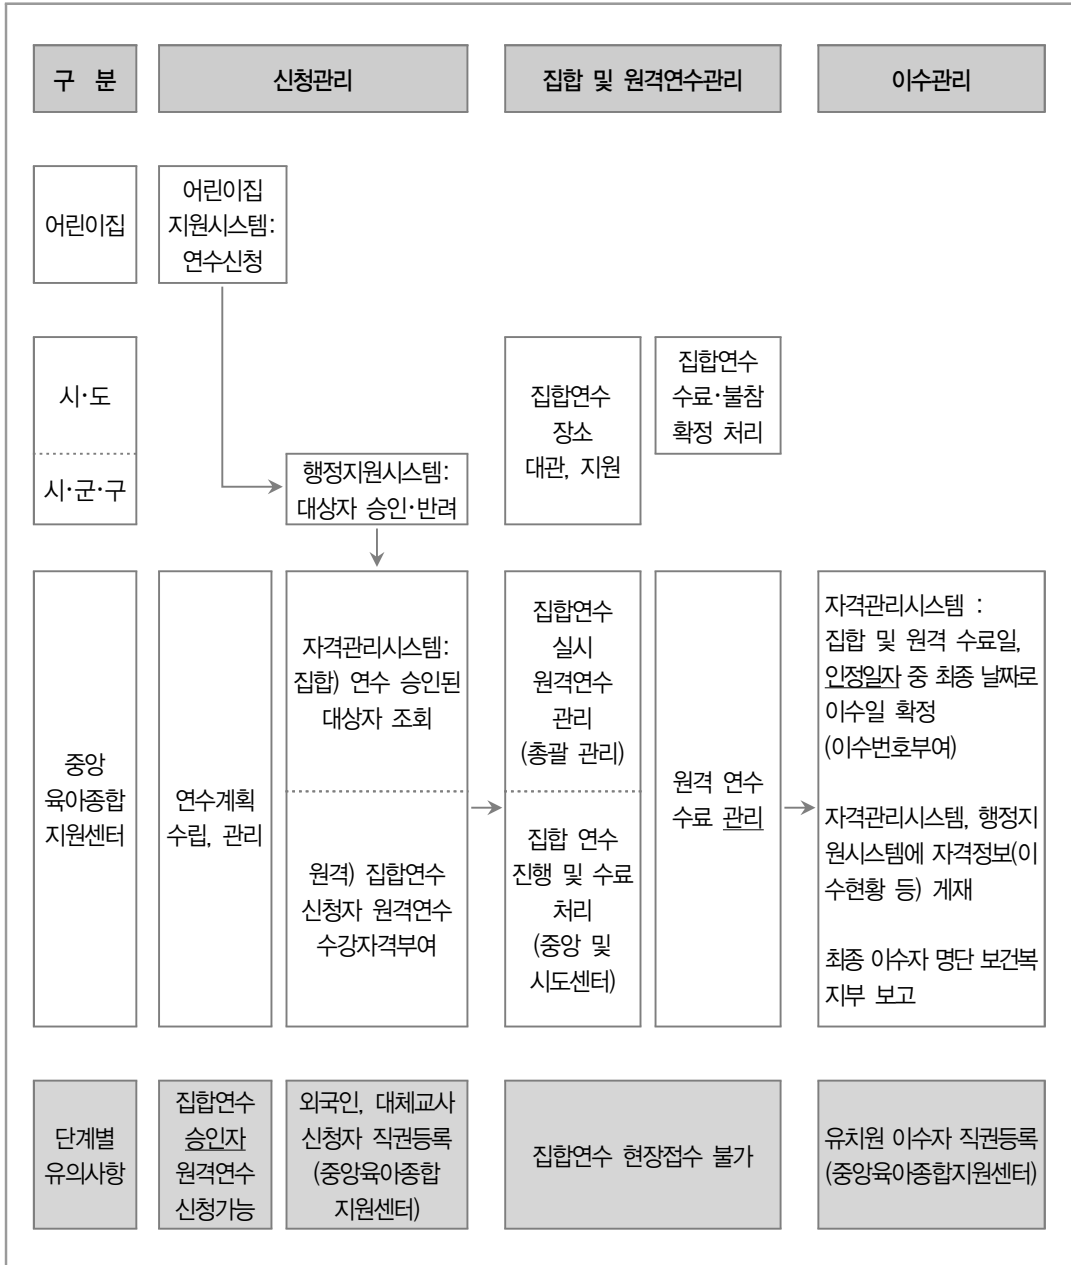 구 분
신청관리
집합 및 원격연수관리
이수관리
어린이집
어린이집
지원시스템:
연수신청
시·도
시·군·구
행정지원시스템:
대상자 승인·반려
집합연수
장소
대관, 지원
집합연수
수료·불참
확정 처리
중앙
육아종합
지원센터
연수계획
수립, 관리
자격관리시스템:
집합) 연수 승인된
대상자 조회
원격) 집합연수
신청자 원격연수
수강자격부여
집합연수
실시
원격연수
관리
(총괄 관리)
집합 연수
진행 및 수료
처리
(중앙 및
시도센터)
원격 연수
수료 관리
자격관리시스템 :
집합 및 원격 수료일,
인정일자 중 최종 날짜로
이수일 확정
(이수번호부여)
자격관리시스템, 행정지
원시스템에 자격정보(이
수현황 등) 게재
최종 이수자 명단 보건복
지부 보고
단계별
유의사항
집합연수
승인자
원격연수
신청가능
외국인, 대체교사
신청자 직권등록
(중앙육아종합
지원센터)
집합연수 현장접수 불가
유치원 이수자 직권등록
(중앙육아종합지원센터)